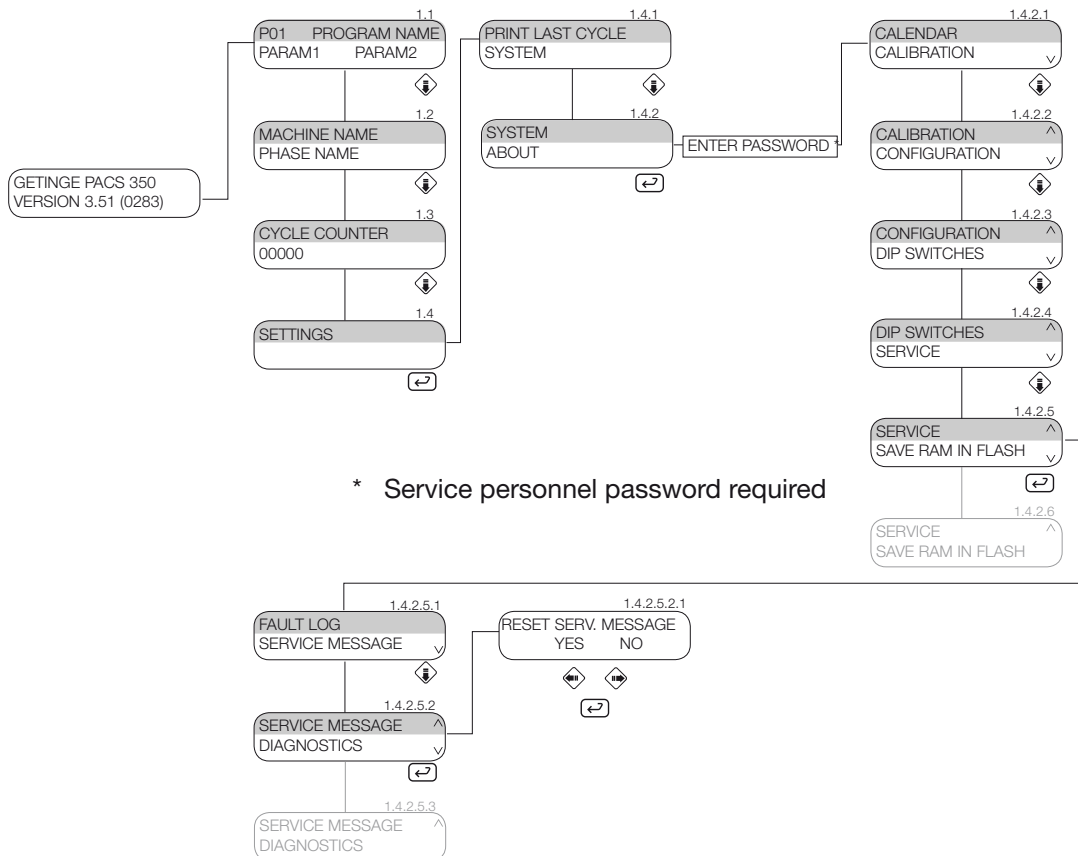 GETINGE PACS 350
VERSION 3.51 (0283)
1.1
P01 PROGRAM NAME
PARAM1 PARAM2
1.2
MACHINE NAME
PHASE NAME
1.3
CYCLE COUNTER
00000
1.4
SETTINGS
1.4.1
PRINT LAST CYCLE
SYSTEM
1.4.2
SYSTEM
ABOUT
ENTER PASSWORD *
1.4.2.1
CALENDAR
CALIBRATION
1.4.2.2
CALIBRATION
CONFIGURATION
1.4.2.3
CONFIGURATION
DIP SWITCHES
1.4.2.4
DIP SWITCHES
SERVICE
1.4.2.5
SERVICE
SAVE RAM IN FLASH
1.4.2.6
SERVICE
SAVE RAM IN FLASH
* Service personnel password required
1.4.2.5.1
FAULT LOG
SERVICE MESSAGE
1.4.2.5.2
SERVICE MESSAGE
DIAGNOSTICS
1.4.2.5.3
SERVICE MESSAGE
DIAGNOSTICS
1.4.2.5.2.1
RESET SERV. MESSAGE
YES NO